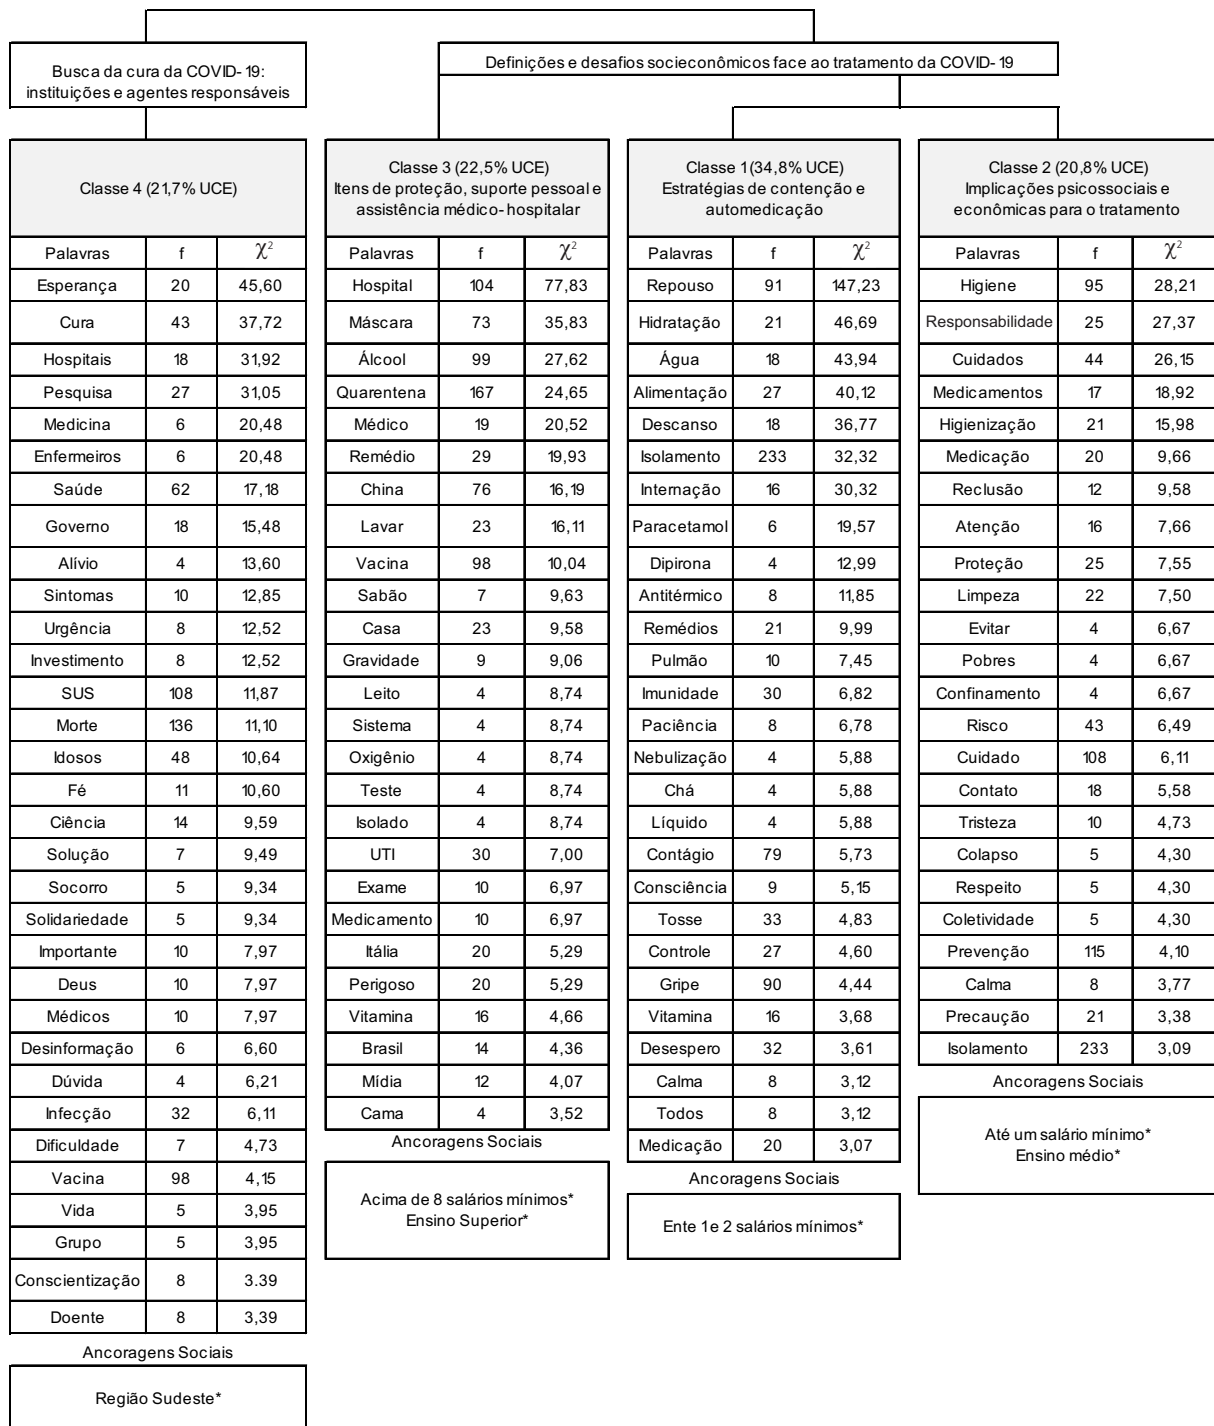 Busca da cura da COVID-19:
instituições e agentes responsáveis
Definições e desafios socieconômicos face ao tratamento da COVID-19
Classe 4 (21,7% UCE)
Palavras f χ²
Esperança 20 45,60
Cura 43 37,72
Hospitais 18 31,92
Pesquisa 27 31,05
Medicina 6 20,48
Enfermeiros 6 20,48
Saúde 62 17,18
Governo 18 15,48
Alívio 4 13,60
Sintomas 10 12,85
Urgência 8 12,52
Investimento 8 12,52
SUS 108 11,87
Morte 136 11,10
Idosos 48 10,64
Fé 11 10,60
Ciência 14 9,59
Solução 7 9,49
Socorro 5 9,34
Solidariedade 5 9,34
Importante 10 7,97
Deus 10 7,97
Médicos 10 7,97
Desinformação 6 6,60
Dúvida 4 6,21
Infecção 32 6,11
Dificuldade 7 4,73
Vacina 98 4,15
Vida 5 3,95
Grupo 5 3,95
Conscientização 8 3.39
Doente 8 3,39
Ancoragens Sociais
Região Sudeste*
Classe 3 (22,5% UCE)
Itens de proteção, suporte pessoal e
assistência médico-hospitalar
Palavras f χ²
Hospital 104 77,83
Máscara 73 35,83
Álcool 99 27,62
Quarentena 167 24,65
Médico 19 20,52
Remédio 29 19,93
China 76 16,19
Lavar 23 16,11
Vacina 98 10,04
Sabão 7 9,63
Casa 23 9,58
Gravidade 9 9,06
Leito 4 8,74
Sistema 4 8,74
Oxigênio 4 8,74
Teste 4 8,74
Isolado 4 8,74
UTI 30 7,00
Exame 10 6,97
Medicamento 10 6,97
Itália 20 5,29
Perigoso 20 5,29
Vitamina 16 4,66
Brasil 14 4,36
Mídia 12 4,07
Cama 4 3,52
Ancoragens Sociais
Acima de 8 salários mínimos*
Ensino Superior*
Classe 1 (34,8% UCE)
Estratégias de contenção e
automedicação
Palavras f χ²
Repouso 91 147,23
Hidratação 21 46,69
Água 18 43,94
Alimentação 27 40,12
Descanso 18 36,77
Isolamento 233 32,32
Internação 16 30,32
Paracetamol 6 19,57
Dipirona 4 12,99
Antitérmico 8 11,85
Remédios 21 9,99
Pulmão 10 7,45
Imunidade 30 6,82
Paciência 8 6,78
Nebulização 4 5,88
Chá 4 5,88
Líquido 4 5,88
Contágio 79 5,73
Consciência 9 5,15
Tosse 33 4,83
Controle 27 4,60
Gripe 90 4,44
Vitamina 16 3,68
Desespero 32 3,61
Calma 8 3,12
Todos 8 3,12
Medicação 20 3,07
Ancoragens Sociais
Ente 1 e 2 salários mínimos*
Classe 2 (20,8% UCE)
Implicações psicossociais e
econômicas para o tratamento
Palavras f χ²
Higiene 95 28,21
Responsabilidade 25 27,37
Cuidados 44 26,15
Medicamentos 17 18,92
Higienização 21 15,98
Medicação 20 9,66
Reclusão 12 9,58
Atenção 16 7,66
Proteção 25 7,55
Limpeza 22 7,50
Evitar 4 6,67
Pobres 4 6,67
Confinamento 4 6,67
Risco 43 6,49
Cuidado 108 6,11
Contato 18 5,58
Tristeza 10 4,73
Colapso 5 4,30
Respeito 5 4,30
Coletividade 5 4,30
Prevenção 115 4,10
Calma 8 3,77
Precaução 21 3,38
Isolamento 233 3,09
Ancoragens Sociais
Até um salário mínimo*
Ensino médio*